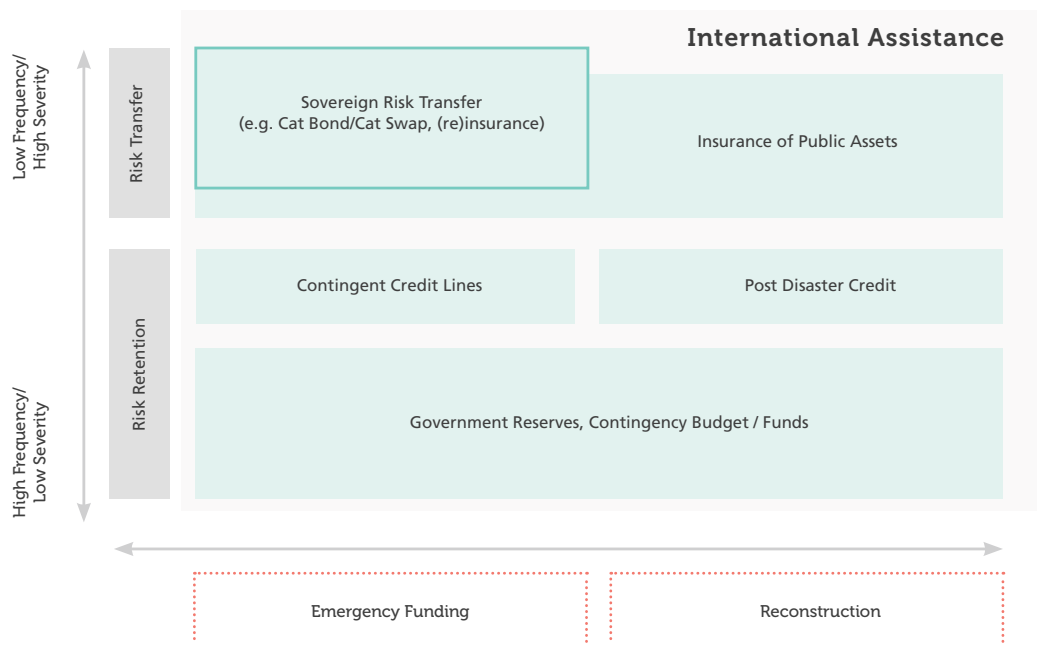 International Assistance
Low Frequency/
High Severity
Risk Transfer
Sovereign Risk Transfer
(e.g. Cat Bond/Cat Swap, (re)insurance)
Insurance of Public Assets
High Frequency/
Low Severity
Risk Retention
Contingent Credit Lines
Post Disaster Credit
Government Reserves, Contingency Budget / Funds
Emergency Funding
Reconstruction